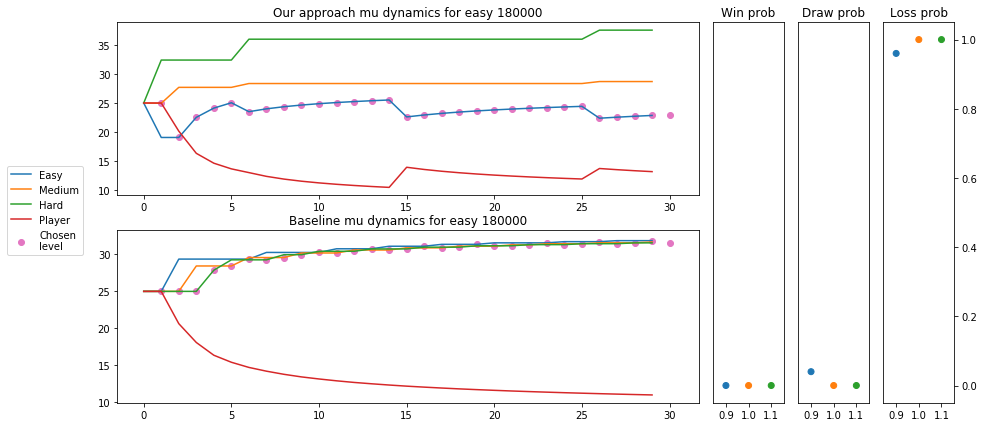 Our approach mu dynamics for easy 180000
Win prob
Draw prob
Loss prob
35
30
25
20
15
10
0
5
10
15
20
25
30
Easy
Medium
Hard
Player
Chosen
level
Baseline mu dynamics for easy 180000
30
25
20
15
10
0
5
10
15
20
25
30
0.9 1.0 1.1
0.9 1.0 1.1
0.9 1.0 1.1
1.0
0.8
0.6
0.4
0.2
0.0